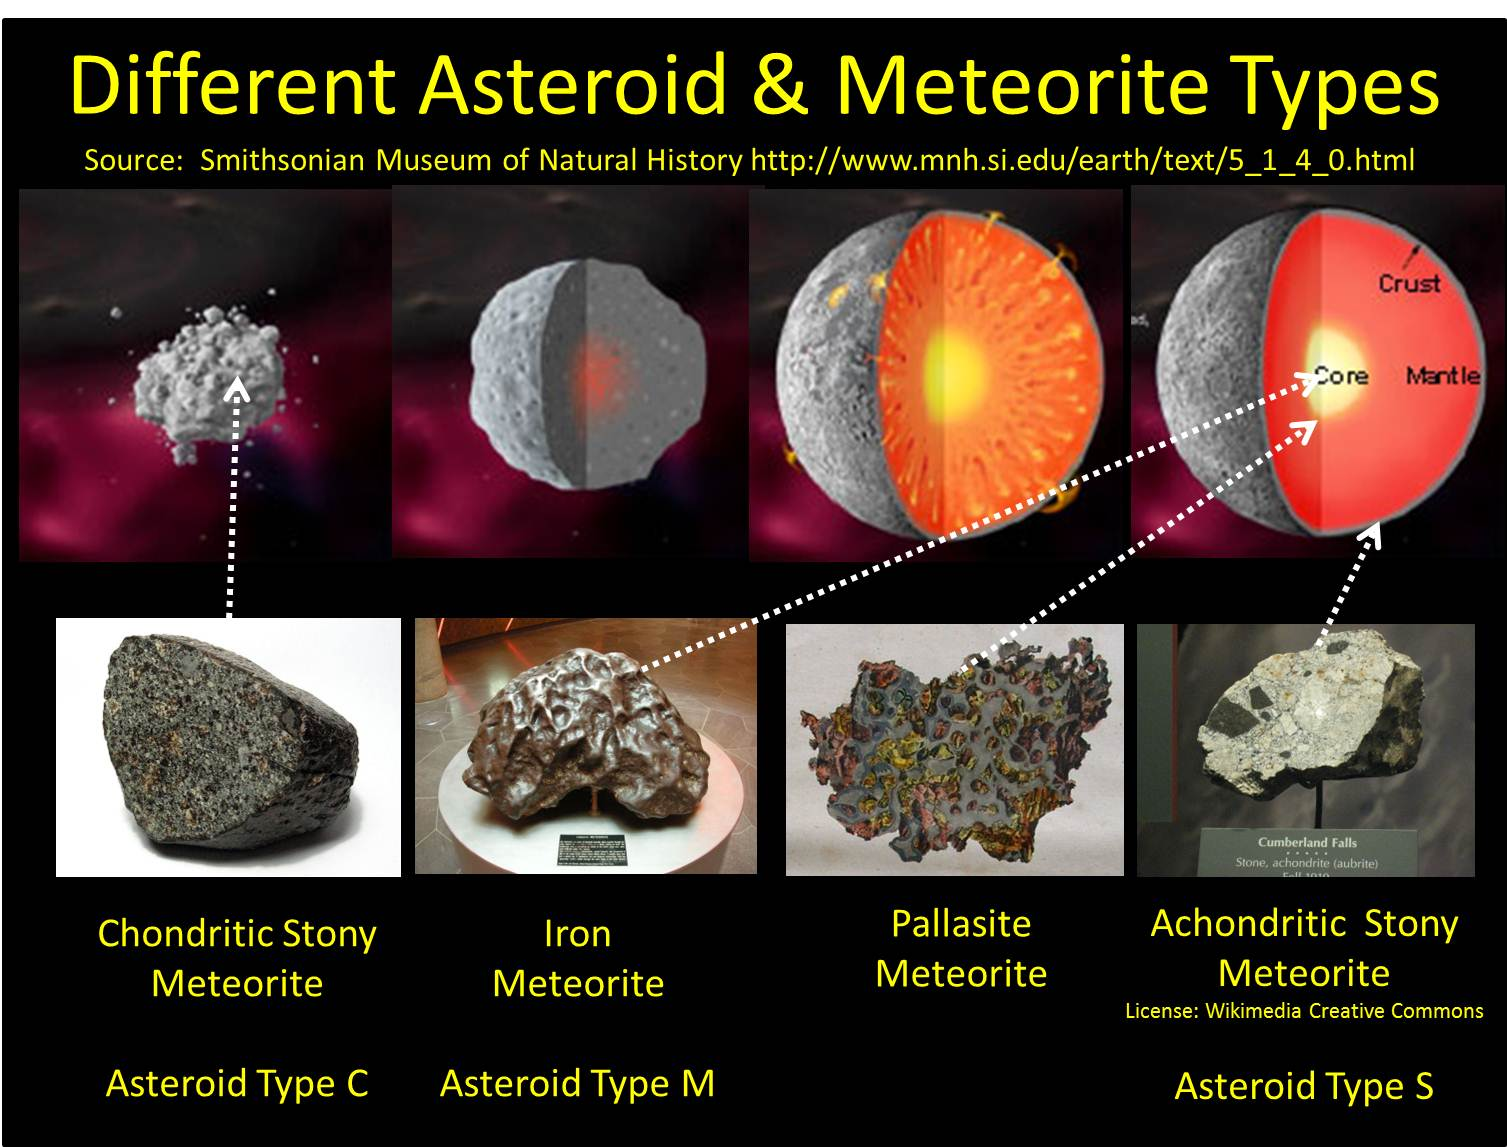 Different Asteroid & Meteorite Types
Source: Smithsonian Museum of Natural History http://www.mnh.si.edu/earth/text/5_1_4_0.html
Crust
Core
Mantle
Cumberland Falls
Stone, achondrite (aubrite)
Fall 1919
Chondritic Stony
Meteorite
Iron
Meteorite
Pallasite
Meteorite
Achondritic Stony
Meteorite
License: Wikimedia Creative Commons
Asteroid Type C
Asteroid Type M
Asteroid Type S